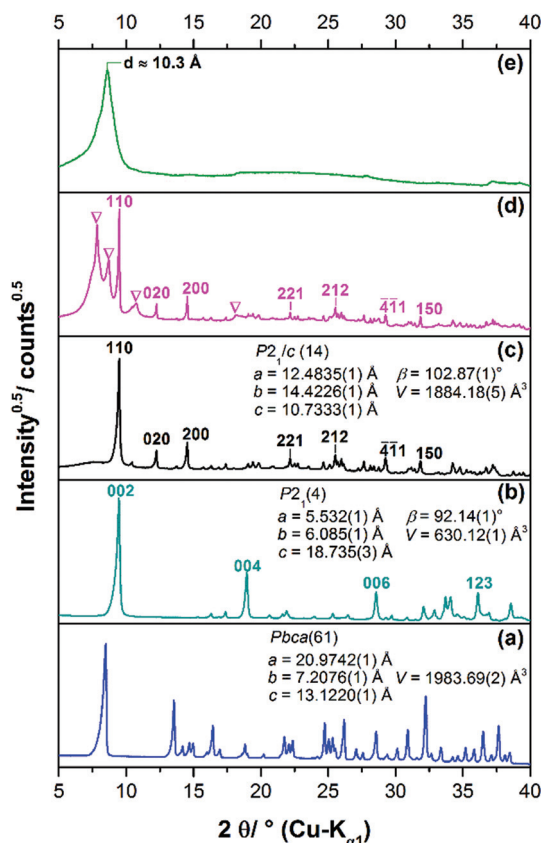 5 10 15 20 25 30 35 40
d ≈ 10.3 Å
(e)
110
(d)
020
200
221
212
4̅1̅1
150
110
P2₁/c (14)
(c)
a = 12.4835(1) Å β = 102.87(1)°
b = 14.4226(1) Å V = 1884.18(5) Å³
c = 10.7333(1) Å
020
200
221
212
4̅1̅1
150
002
P2₁(4)
(b)
a = 5.532(1) Å β = 92.14(1)°
b = 6.085(1) Å V = 630.12(1) Å³
c = 18.735(3) Å
004
006
123
Pbca(61)
(a)
a = 20.9742(1) Å
b = 7.2076(1) Å V = 1983.69(2) Å³
c = 13.1220(1) Å
5 10 15 20 25 30 35 40
2 θ/ ° (Cu-Kα1)
Intensity⁰·⁵/ counts⁰·⁵